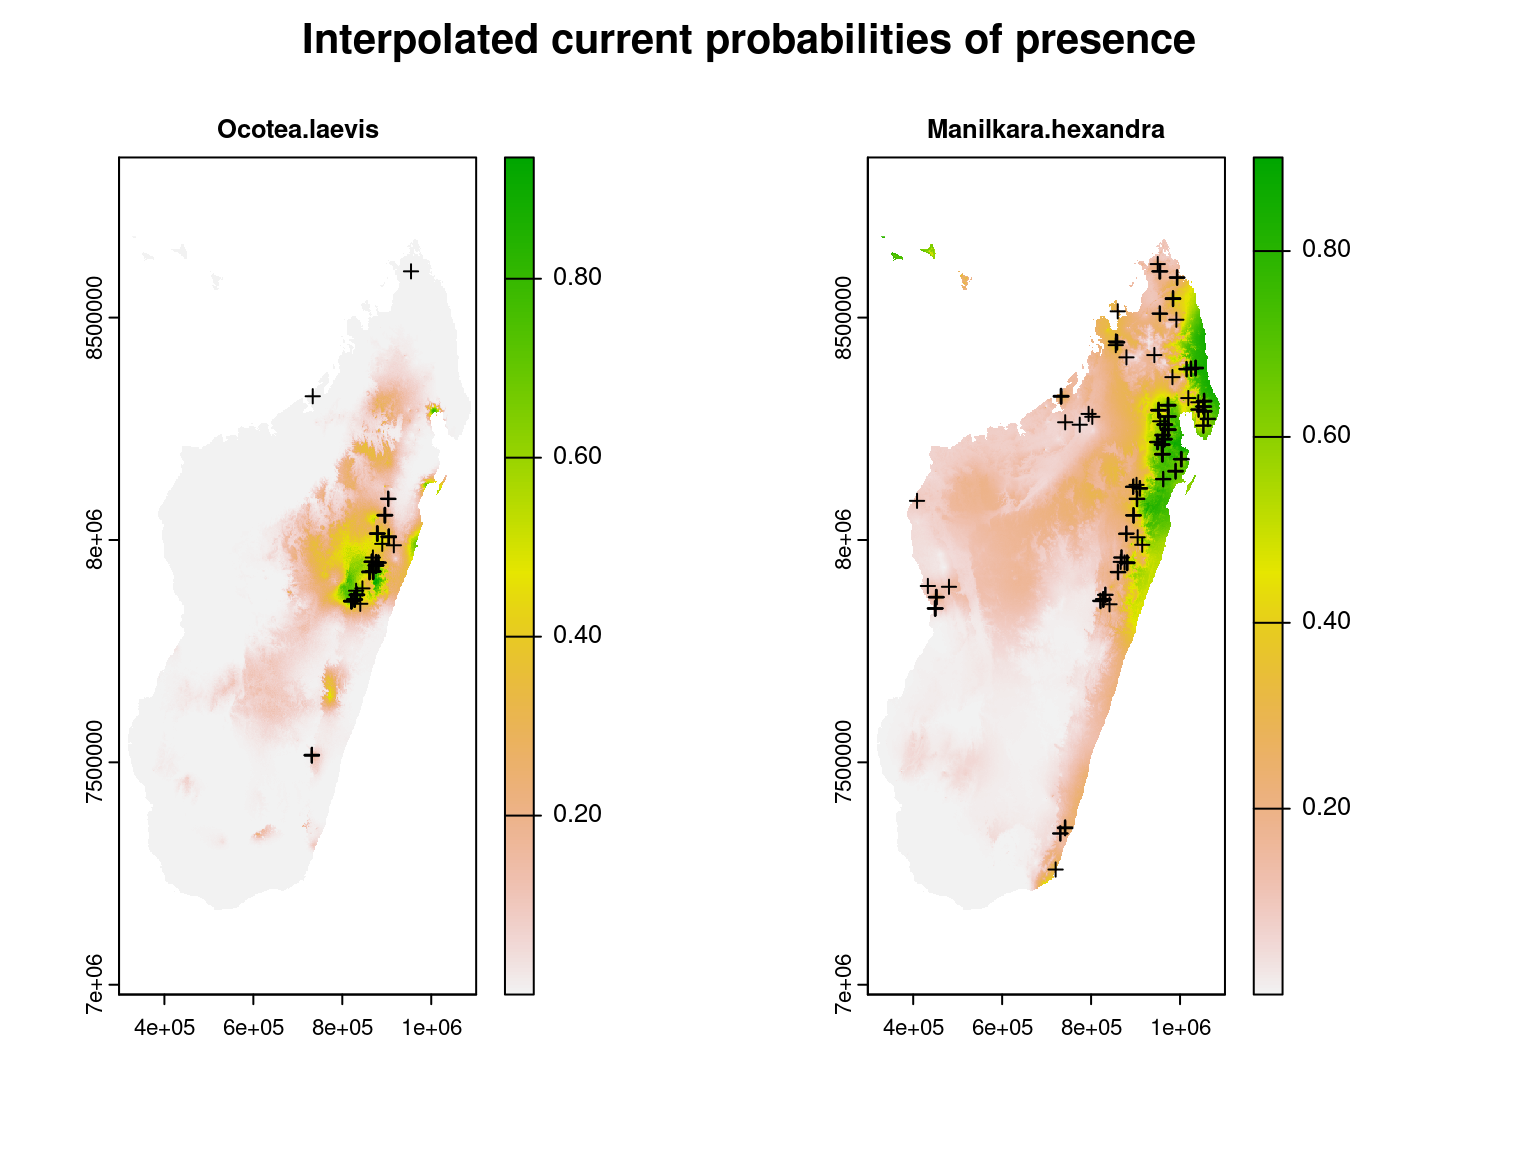 Interpolated current probabilities of presence
Ocotea.laevis
8500000
8e+06
7500000
7e+06
4e+05 6e+05 8e+05 1e+06
0.80
0.60
0.40
0.20
Manilkara.hexandra
8500000
8e+06
7500000
7e+06
4e+05 6e+05 8e+05 1e+06
0.80
0.60
0.40
0.20